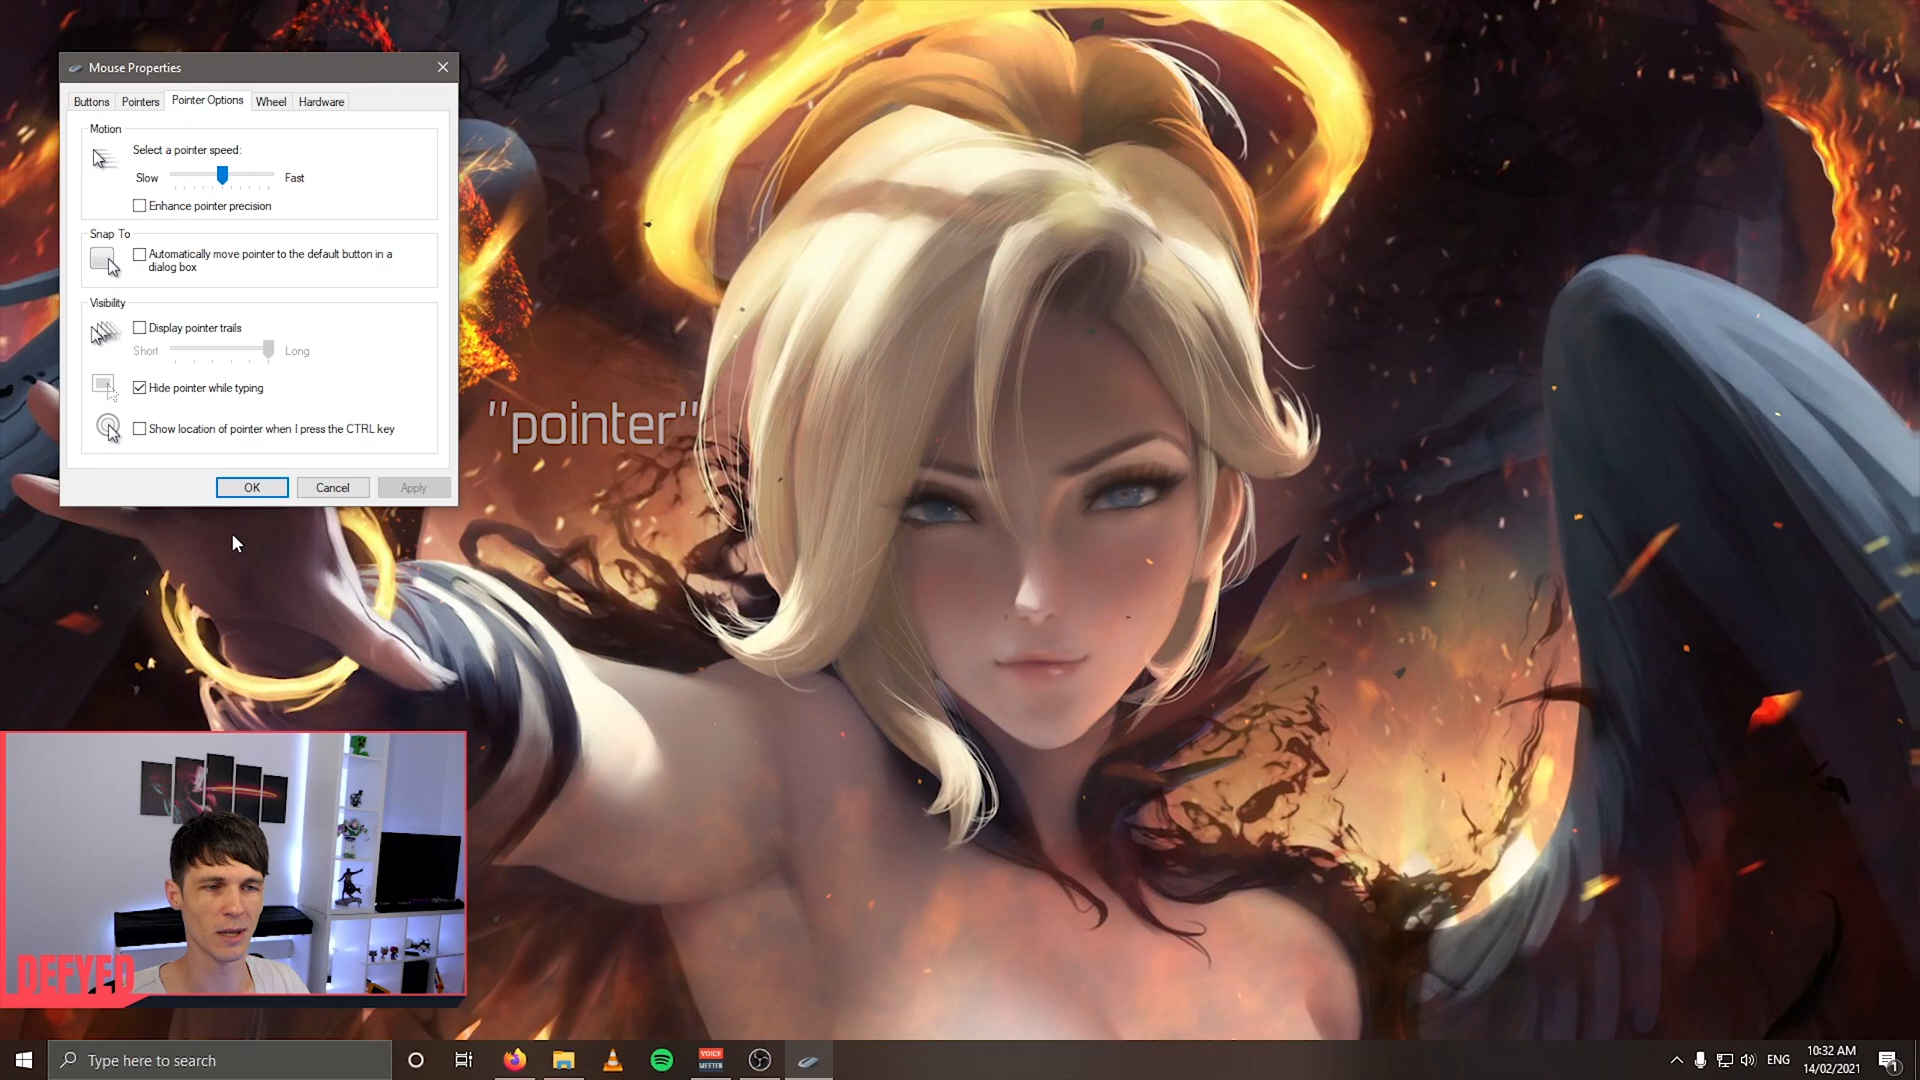 Mouse Properties
Buttons Pointers Pointer Options Wheel Hardware
Motion
Select a pointer speed:
Slow Fast
Enhance pointer precision
Snap To
Automatically move pointer to the default button in a
dialog box
Visibility
Display pointer trails
Short Long
Hide pointer while typing
Show location of pointer when I press the CTRL key
OK Cancel Apply
"pointer"
DEFYED
Type here to search
VOICE
MEETER
ENG
10:32 AM
14/02/2021
1